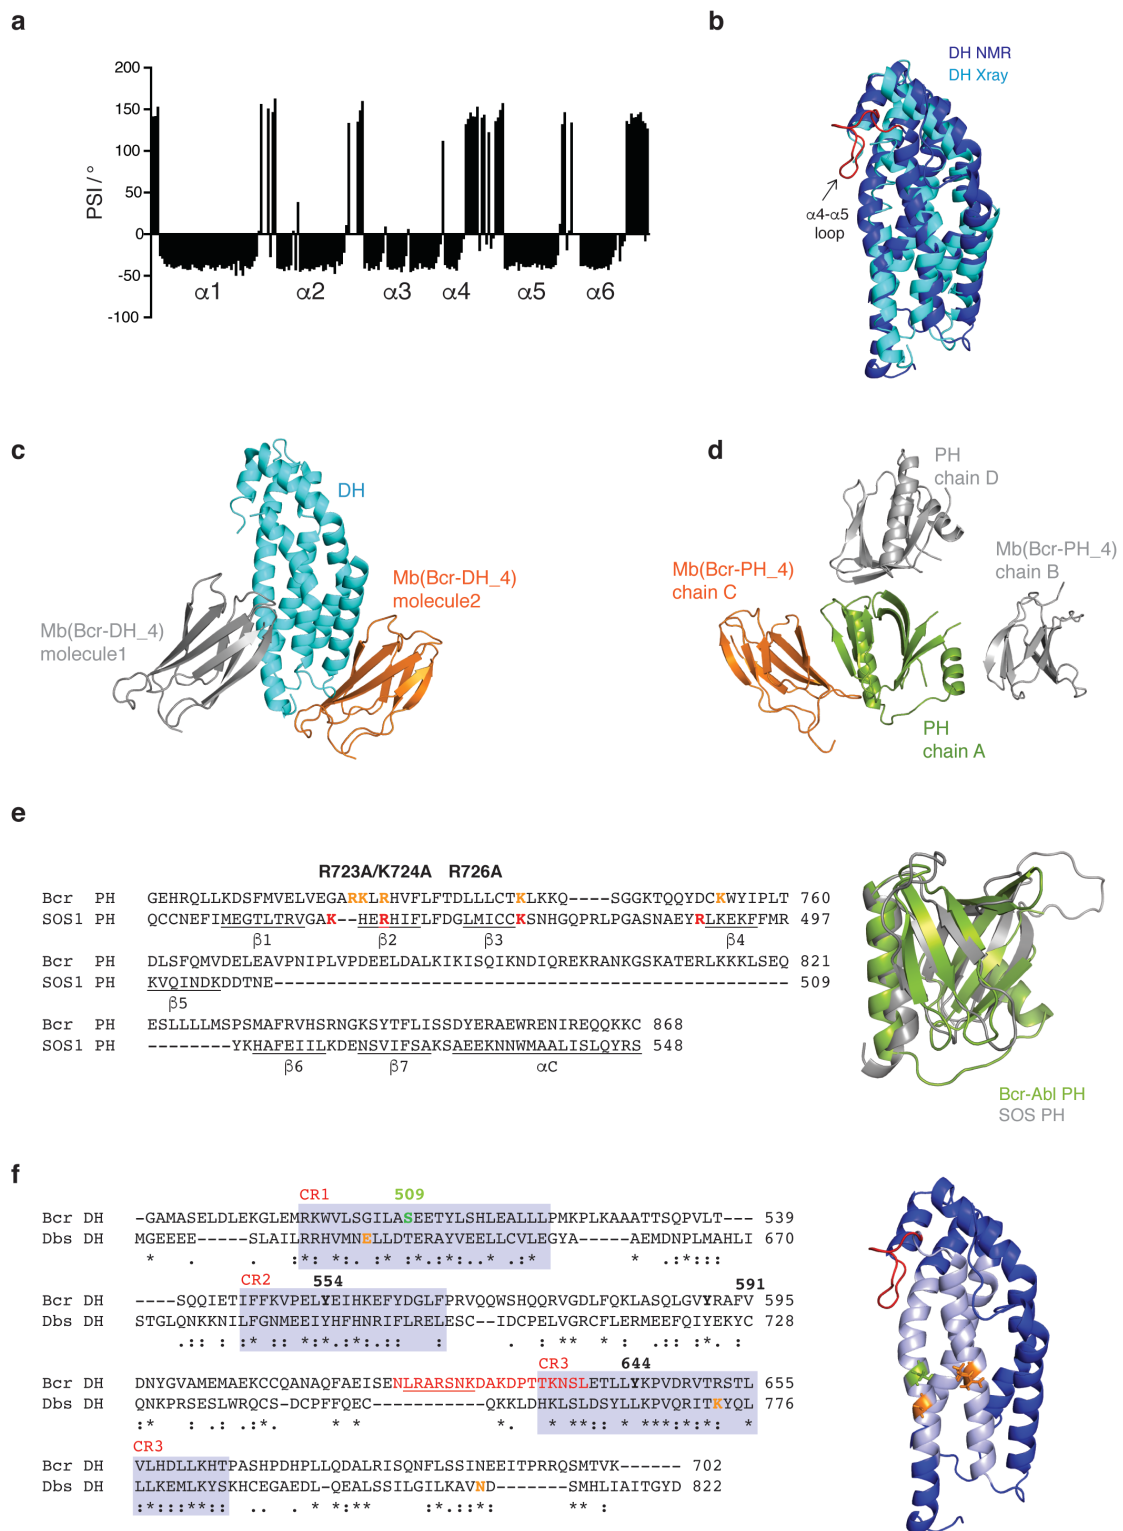 a
b
200
150
100
50
0
-50
-100
PSI / °
α1 α2 α3 α4 α5 α6
DH NMR
DH Xray
α4-α5
loop
c
d
DH
Mb(Bcr-DH_4)
molecule2
Mb(Bcr-DH_4)
molecule1
PH
chain D
Mb(Bcr-PH_4)
chain B
Mb(Bcr-PH_4)
chain C
PH
chain A
e
R723A/K724A R726A
Bcr PH GEHRQLLKDSFMVELVEGARKLRHVFLFTDLLLCTKLKKQ----SGGKTQQYDCKWYIPLT 760
SOS1 PH QCCNEFIMEGTLTRVGAK--HERHIFLFDGLMICCKSNHGQPRLPGASNAEYRLKEKFFMR 497
β1 β2 β3 β4
Bcr PH DLSFQMVDELEAVPNIPLVPDEELDALKIKISQIKNDIQREKRANKGSKATERLKKKLSEQ 821
SOS1 PH KVQINDKDDTNE------------------------------------------------- 509
β5
Bcr PH ESLLLLMSPSMAFRVHSRNGKSYTFLISSDYERAEWRENIREQQKKC 868
SOS1 PH --------YKHAFEIILKDENSVIFSAKSAEEKNNWMAALISLQYRS 548
β6 β7 αC
Bcr-Abl PH
SOS PH
f
CR1 509
Bcr DH -GAMASELDLEKGLEMRKWVLSGILASEETYLSHLEALLLPMKPLKAAATTSQPVLT--- 539
Dbs DH MGEEEE-----SLAILRRHVMNELLDTERAYVEELLCVLEGYA----AEMDNPLMAHLI 670
CR2 554 591
Bcr DH ----SQQIETIFFKVPELYEIHKEFYDGLFPRVQQWSHQQRVGDLFQKLASQLGVYRAFV 595
Dbs DH STGLQNKKNILFGNMEEIYHFHNRIFLRELESC--IDCPELVGRCFLERMEEFQIYEKYC 728
CR3 644
Bcr DH DNYGVAMEMAEKCCQANAQFAEISENLRARSNKDAKDPTTKNSLETLLYKPVDRVTRSTL 655
Dbs DH QNKPRSESLWRQCS-DCPFFQEC-----------QKKLDHKLSLDSYLLKPVQRITKYQL 776
CR3
Bcr DH VLHDLLKHTPASHPDHPLLQDALRISQNFLSSINEEITPRRQSMTVK------ 702
Dbs DH LLKEMLKYSKHCEGAEDL-QEALSSILGILKAVND-------SMHLIAITGYD 822